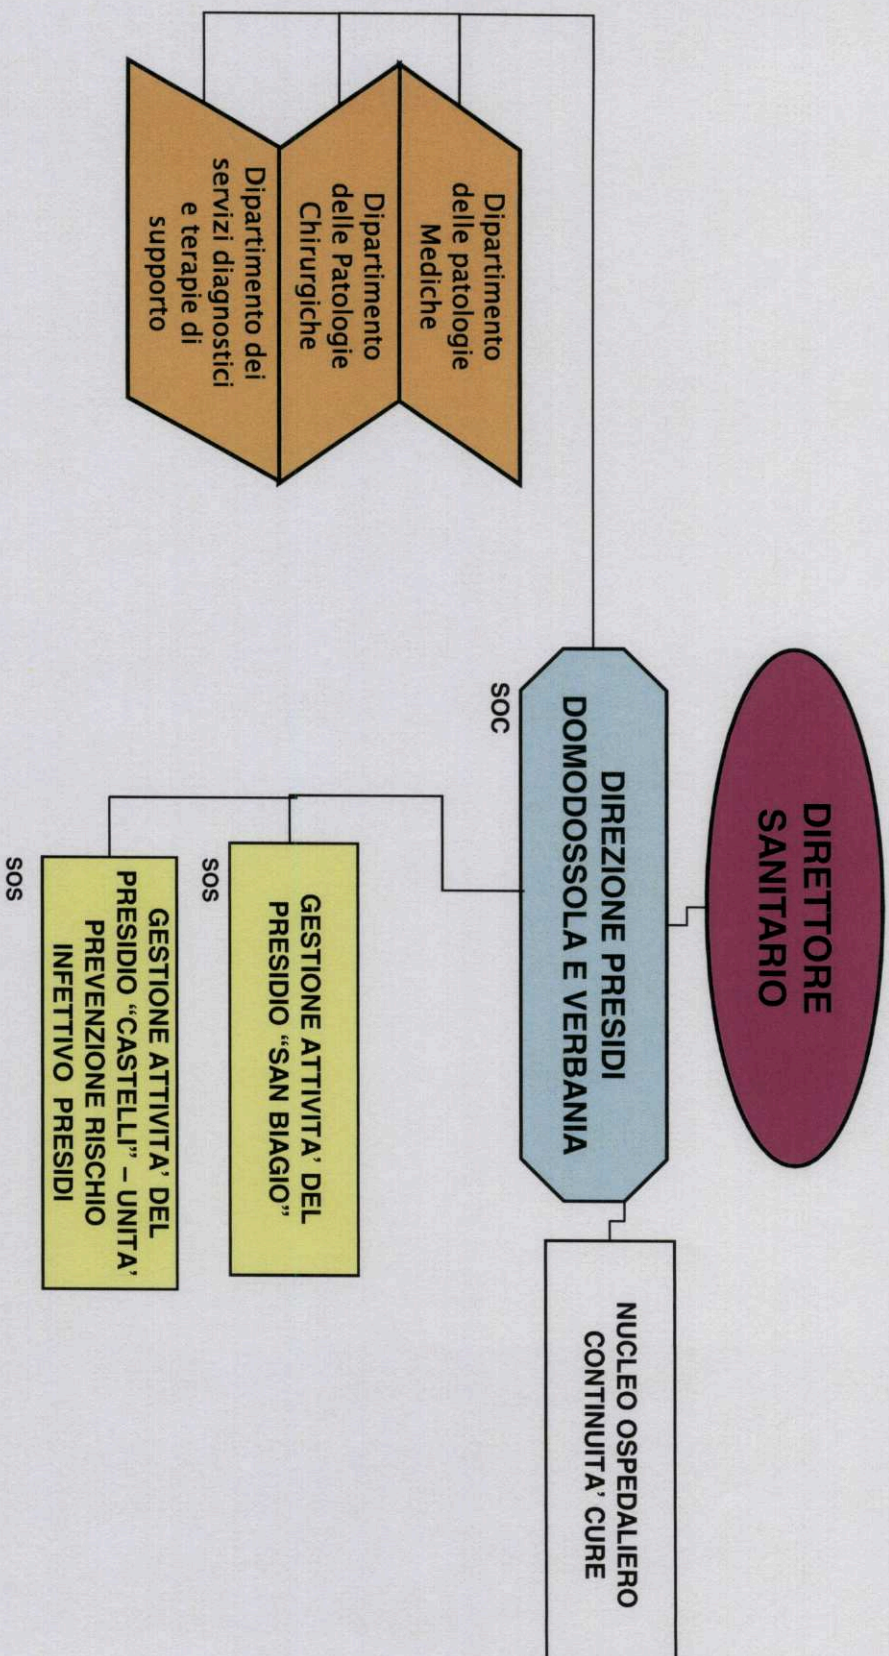 DIRETTORE
SANITARIO
DIREZIONE PRESIDI
DOMODOSSOLA E VERBANIA
SOC
NUCLEO OSPEDALIERO
CONTINUITA' CURE
Dipartimento
delle patologie
Mediche
Dipartimento
delle Patologie
Chirurgiche
Dipartimento dei
servizi diagnostici
e terapie di
supporto
GESTIONE ATTIVITA' DEL
PRESIDIO “SAN BIAGIO”
SOS
GESTIONE ATTIVITA' DEL
PRESIDIO “CASTELLI” – UNITA'
PREVENZIONE RISCHIO
INFETTIVO PRESIDI
SOS